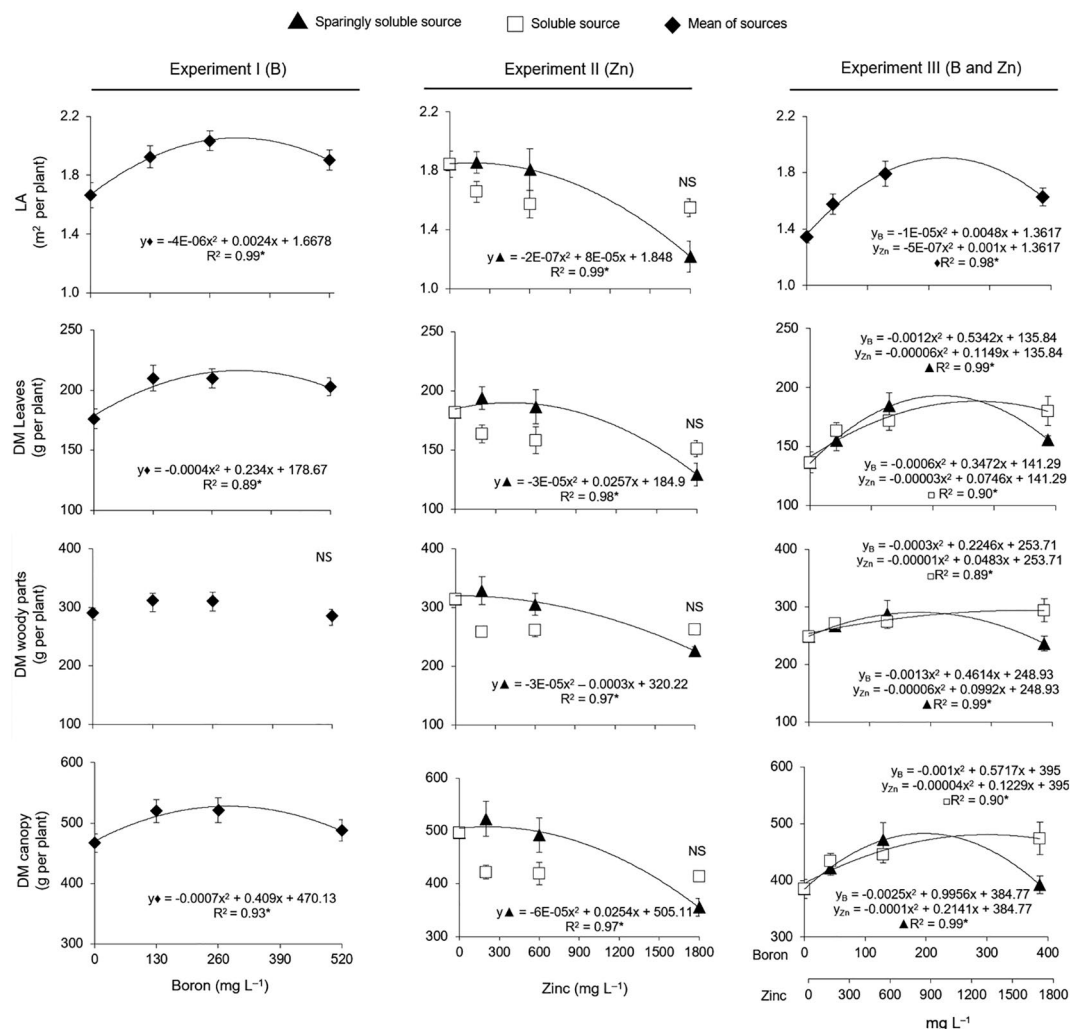 ▲ Sparingly soluble source □ Soluble source ◆ Mean of sources
Experiment I (B) Experiment II (Zn) Experiment III (B and Zn)
LA
(m² per plant)
2.2
1.8
1.4
1.0
y♦ = -4E-06x² + 0.0024x + 1.6678
R² = 0.99*
2.2
1.8
1.4
1.0
NS
y▲ = -2E-07x² + 8E-05x + 1.848
R² = 0.99*
2.2
1.8
1.4
1.0
yB = -1E-05x² + 0.0048x + 1.3617
yZn = -5E-07x² + 0.001x + 1.3617
♦R² = 0.98*
DM Leaves
(g per plant)
250
200
150
100
y♦ = -0.0004x² + 0.234x + 178.67
R² = 0.89*
250
200
150
100
NS
y▲ = -3E-05x² + 0.0257x + 184.9
R² = 0.98*
250
200
150
100
yB = -0.0012x² + 0.5342x + 135.84
yZn = -0.00006x² + 0.1149x + 135.84
▲R² = 0.99*
yB = -0.0006x² + 0.3472x + 141.29
yZn = -0.00003x² + 0.0746x + 141.29
□R² = 0.90*
DM woody parts
(g per plant)
400
300
200
100
NS
400
300
200
100
NS
y▲ = -3E-05x² – 0.0003x + 320.22
R² = 0.97*
400
300
200
100
yB = -0.0003x² + 0.2246x + 253.71
yZn = -0.00001x² + 0.0483x + 253.71
□R² = 0.89*
yB = -0.0013x² + 0.4614x + 248.93
yZn = -0.00006x² + 0.0992x + 248.93
▲R² = 0.99*
DM canopy
(g per plant)
600
500
400
300
y♦ = -0.0007x² + 0.409x + 470.13
R² = 0.93*
0 130 260 390 520
Boron (mg L–1)
600
500
400
300
NS
y▲ = -6E-05x² + 0.0254x + 505.11
R² = 0.97*
0 300 600 900 1200 1500 1800
Zinc (mg L–1)
600
500
400
300
yB = -0.001x² + 0.5717x + 395
yZn = -0.00004x² + 0.1229x + 395
□R² = 0.90*
yB = -0.0025x² + 0.9956x + 384.77
yZn = -0.0001x² + 0.2141x + 384.77
▲R² = 0.99*
Boron 0 100 200 300 400
Zinc 0 300 600 900 1200 1500 1800
mg L–1